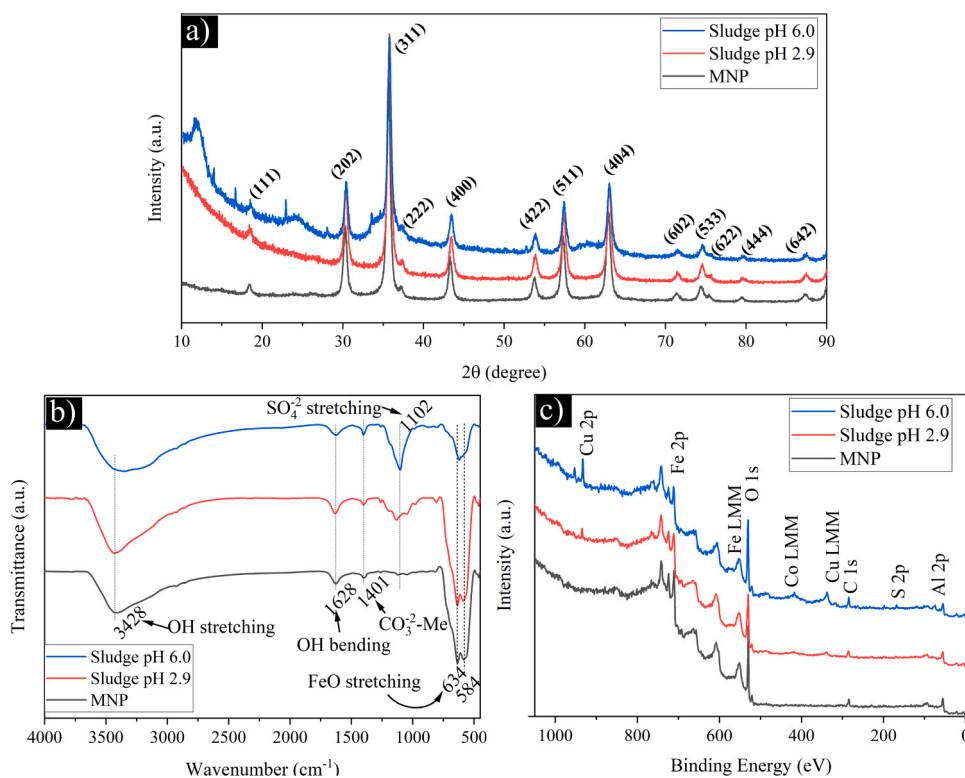 a)
Sludge pH 6.0
Sludge pH 2.9
MNP
(111)
(202)
(311)
(222)
(400)
(422)
(511)
(404)
(602)
(533)
(622)
(444)
(642)
Intensity (a.u.)
10 20 30 40 50 60 70 80 90
2θ (degree)
b)
SO₄⁻² stretching
1102
3428
OH stretching
1628
OH bending
1401
CO₃⁻²-Me
FeO stretching
634
584
Sludge pH 6.0
Sludge pH 2.9
MNP
Transmittance (a.u.)
4000 3500 3000 2500 2000 1500 1000 500
Wavenumber (cm⁻¹)
c)
Sludge pH 6.0
Sludge pH 2.9
MNP
Cu 2p
Fe 2p
Fe LMM
O 1s
Co LMM
Cu LMM
C 1s
S 2p
Al 2p
Intensity (a.u.)
1000 800 600 400 200 0
Binding Energy (eV)